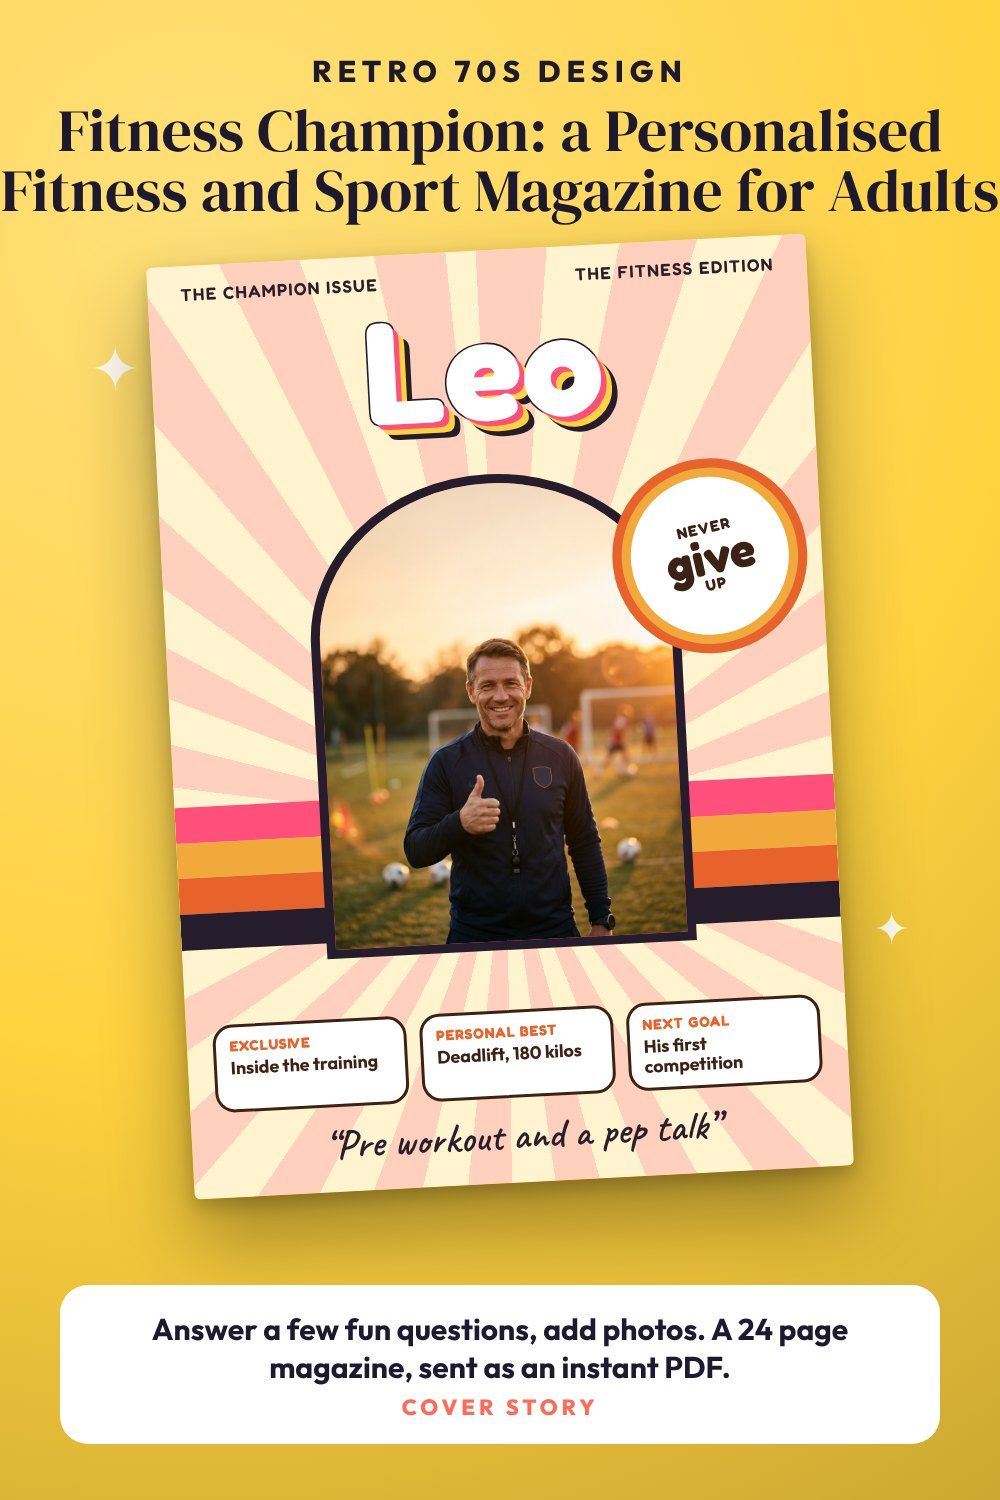 RETRO 70S DESIGN
Fitness Champion: a Personalised
Fitness and Sport Magazine for Adults
THE CHAMPION ISSUE
THE FITNESS EDITION
Leo
NEVER
give
UP
EXCLUSIVE
Inside the training
PERSONAL BEST
Deadlift, 180 kilos
NEXT GOAL
His first
competition
“Pre workout and a pep talk”
Answer a few fun questions, add photos. A 24 page
magazine, sent as an instant PDF.
COVER STORY